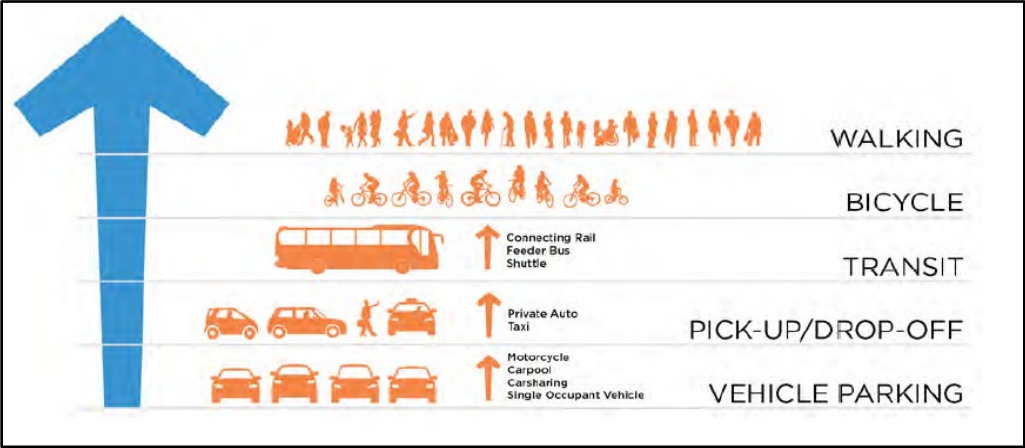 WALKING
BICYCLE
Connecting Rail
Feeder Bus
Shuttle
TRANSIT
Private Auto
Taxi
PICK-UP/DROP-OFF
Motorcycle
Carpool
Carsharing
Single Occupant Vehicle
VEHICLE PARKING